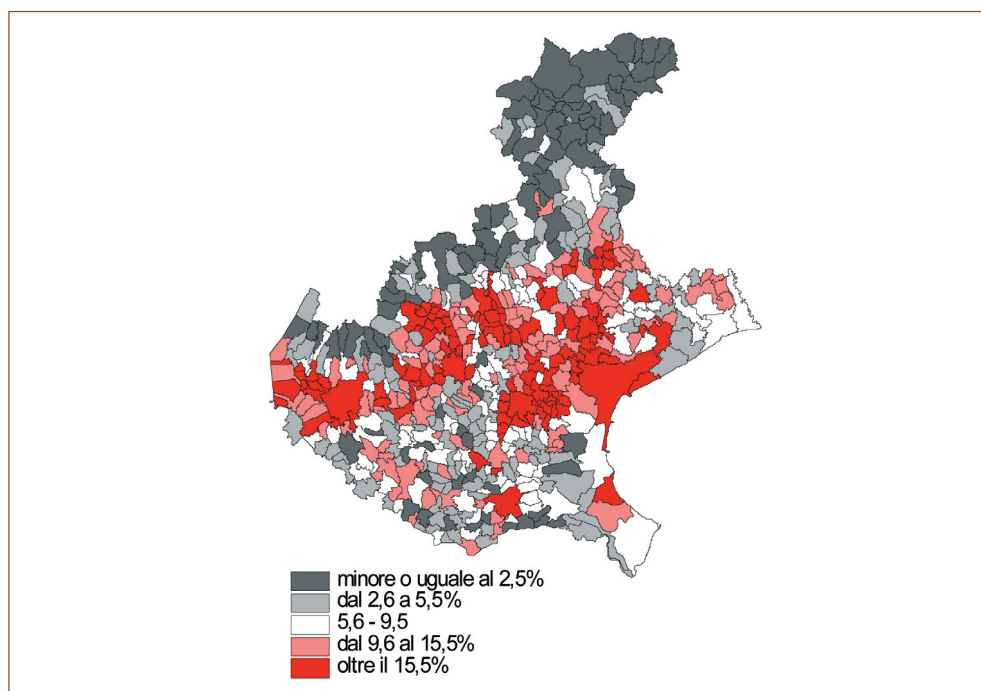 minore o uguale al 2,5%
dal 2,6 a 5,5%
5,6 - 9,5
dal 9,6 al 15,5%
oltre il 15,5%